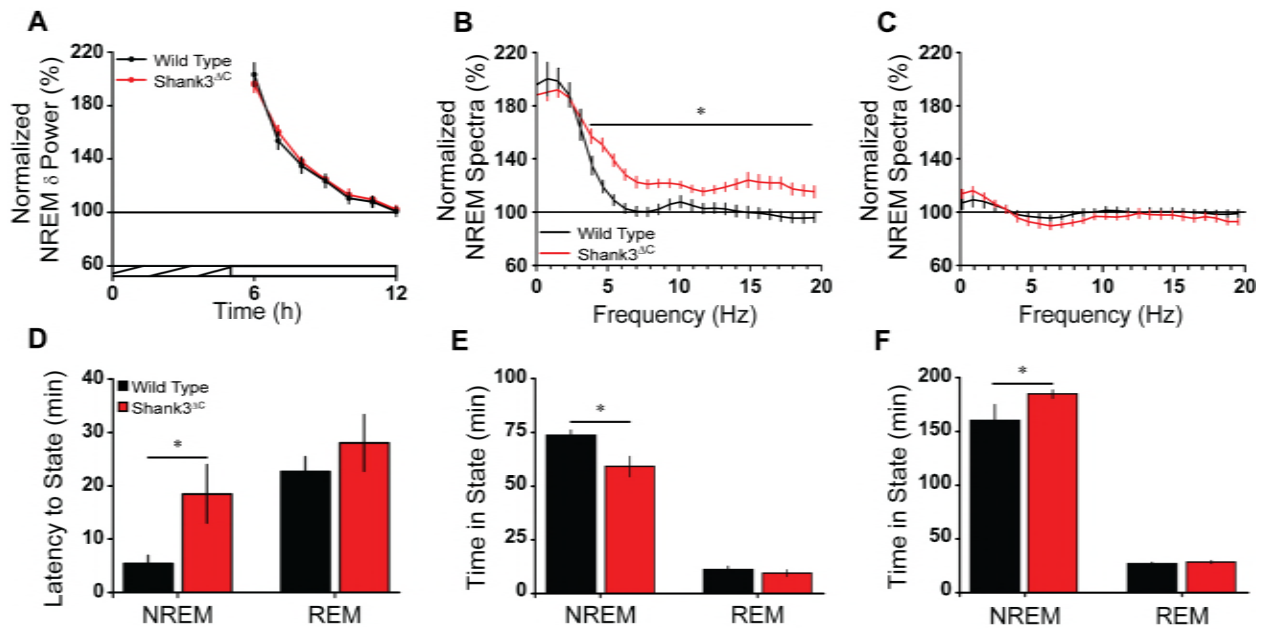 A
Normalized
NREM δ Power (%)
220
180
140
100
60
Wild Type
Shank3ΔC
0
6
12
Time (h)
B
Normalized
NREM Spectra (%)
220
180
140
100
60
*
Wild Type
Shank3ΔC
0
5
10
15
20
Frequency (Hz)
C
Normalized
NREM Spectra (%)
220
180
140
100
60
0
5
10
15
20
Frequency (Hz)
D
Latency to State (min)
40
30
20
10
0
Wild Type
Shank3ΔC
*
NREM
REM
E
Time in State (min)
100
75
50
25
0
*
NREM
REM
F
Time in State (min)
200
150
100
50
0
*
NREM
REM